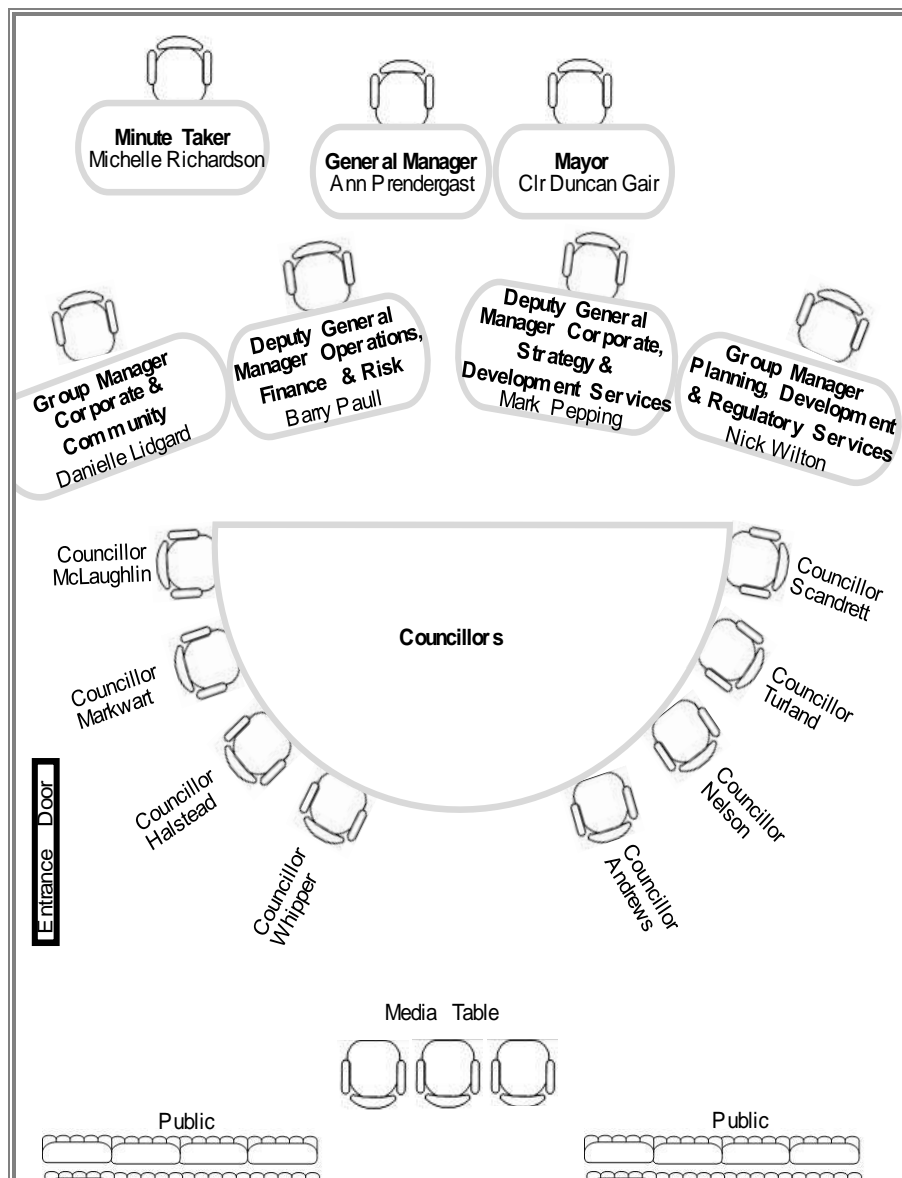 Minute Taker
Michelle Richardson
General Manager
Ann Prendergast
Mayor
Clr Duncan Gair
Group Manager
Corporate &
Community
Danielle Lidgard
Deputy General
Manager Operations,
Finance & Risk
Barry Paull
Deputy General
Manager Corporate,
Strategy &
Development Services
Mark Pepping
Group Manager
Planning, Development
& Regulatory Services
Nick Wilton
Councillor
McLaughlin
Councillor
Scandrett
Councillors
Councillor
Markwart
Councillor
Turland
Councillor
Halstead
Councillor
Nelson
Councillor
Whipper
Councillor
Andrews
Entrance Door
Media Table
Public
Public